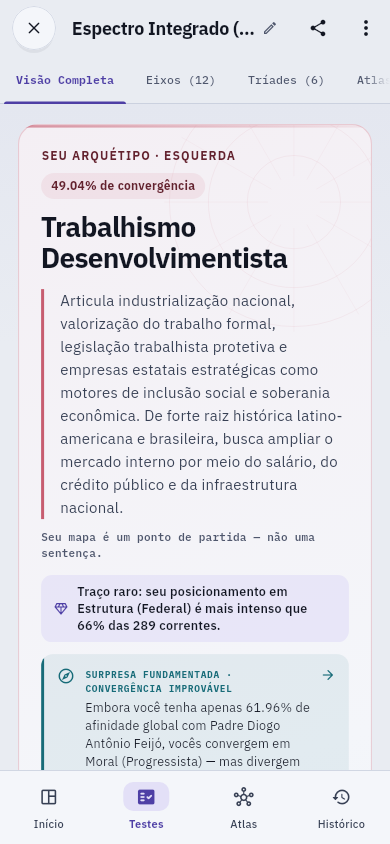 Espectro Integrado (...
Visão Completa
Eixos (12)
Tríades (6)
Atlas
SEU ARQUÉTIPO · ESQUERDA
49.04% de convergência
Trabalhismo
Desenvolvimentista
Articula industrialização nacional,
valorização do trabalho formal,
legislação trabalhista protetiva e
empresas estatais estratégicas como
motores de inclusão social e soberania
econômica. De forte raiz histórica latino-
americana e brasileira, busca ampliar o
mercado interno por meio do salário, do
crédito público e da infraestrutura
nacional.
Seu mapa é um ponto de partida — não uma
sentença.
Traço raro: seu posicionamento em
Estrutura (Federal) é mais intenso que
66% das 289 correntes.
SURPRESA FUNDAMENTADA ·
CONVERGÊNCIA IMPROVÁVEL
Embora você tenha apenas 61.96% de
afinidade global com Padre Diogo
Antônio Feijó, vocês convergem em
Moral (Progressista) — mas divergem
Início
Testes
Atlas
Histórico